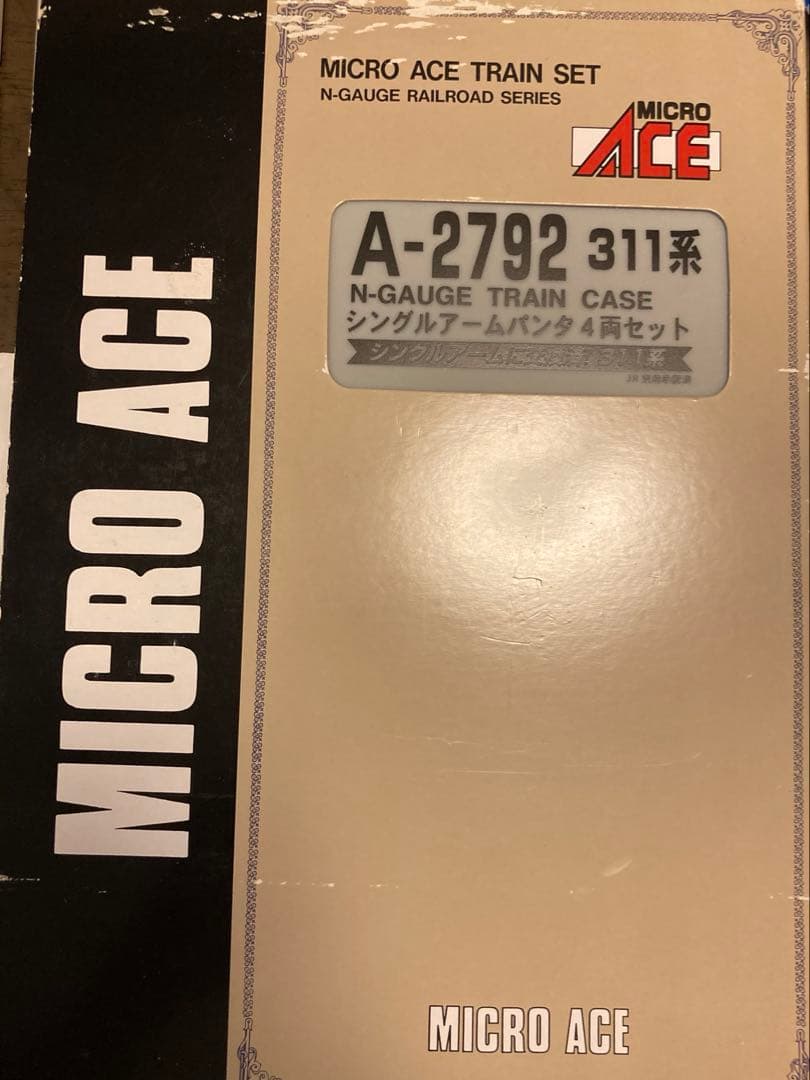 MICRO ACE TRAIN SET
N-GAUGE RAILROAD SERIES
MICRO
ACE
A-2792 311系
N-GAUGE TRAIN CASE
シングルアームパンタ4両セット
MICRO ACE
MICRO ACE